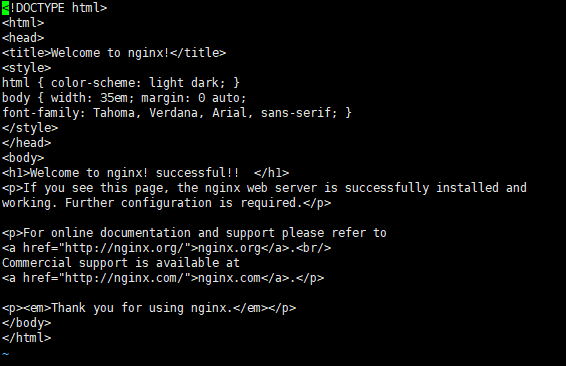 <!DOCTYPE html>
<html>
<head>
<title>Welcome to nginx!</title>
<style>
html { color-scheme: light dark; }
body { width: 35em; margin: 0 auto;
font-family: Tahoma, Verdana, Arial, sans-serif; }
</style>
</head>
<body>
<h1>Welcome to nginx! successful!!  </h1>
<p>If you see this page, the nginx web server is successfully installed and
working. Further configuration is required.</p>

<p>For online documentation and support please refer to
<a href="http://nginx.org/">nginx.org</a>.<br/>
Commercial support is available at
<a href="http://nginx.com/">nginx.com</a>.</p>

<p><em>Thank you for using nginx.</em></p>
</body>
</html>
~